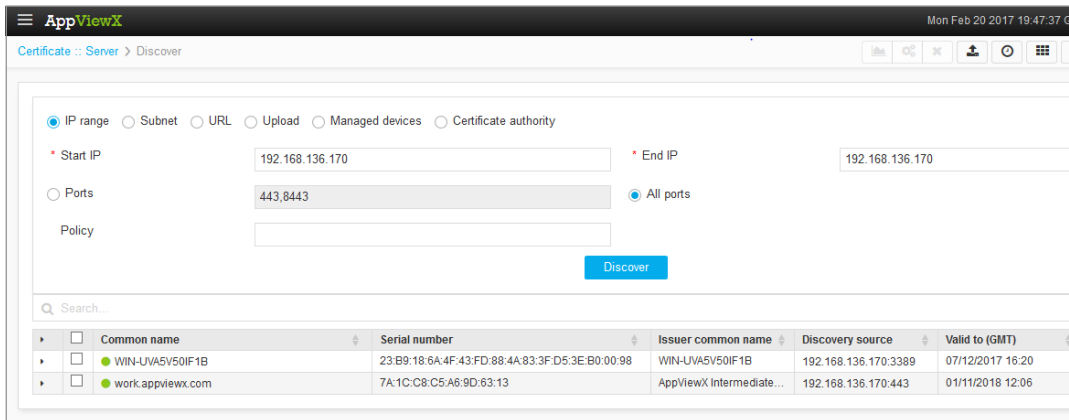 AppViewX Mon Feb 20 2017 19:47:37
Certificate :: Server > Discover
IP range Subnet URL Upload Managed devices Certificate authority
* Start IP 192.168.136.170 * End IP 192.168.136.170
Ports 443,8443 All ports
Policy
Discover
Search...
Common name Serial number Issuer common name Discovery source Valid to (GMT)
WIN-UVA5V50IF1B 23:B9:18:6A:4F:43:FD:88:4A:83:3F:D5:3E:B0:00:98 WIN-UVA5V50IF1B 192.168.136.170:3389 07/12/2017 16:20
work.appviewx.com 7A:1C:C8:C5:A6:9D:63:13 AppViewX Intermediate... 192.168.136.170:443 01/11/2018 12:06